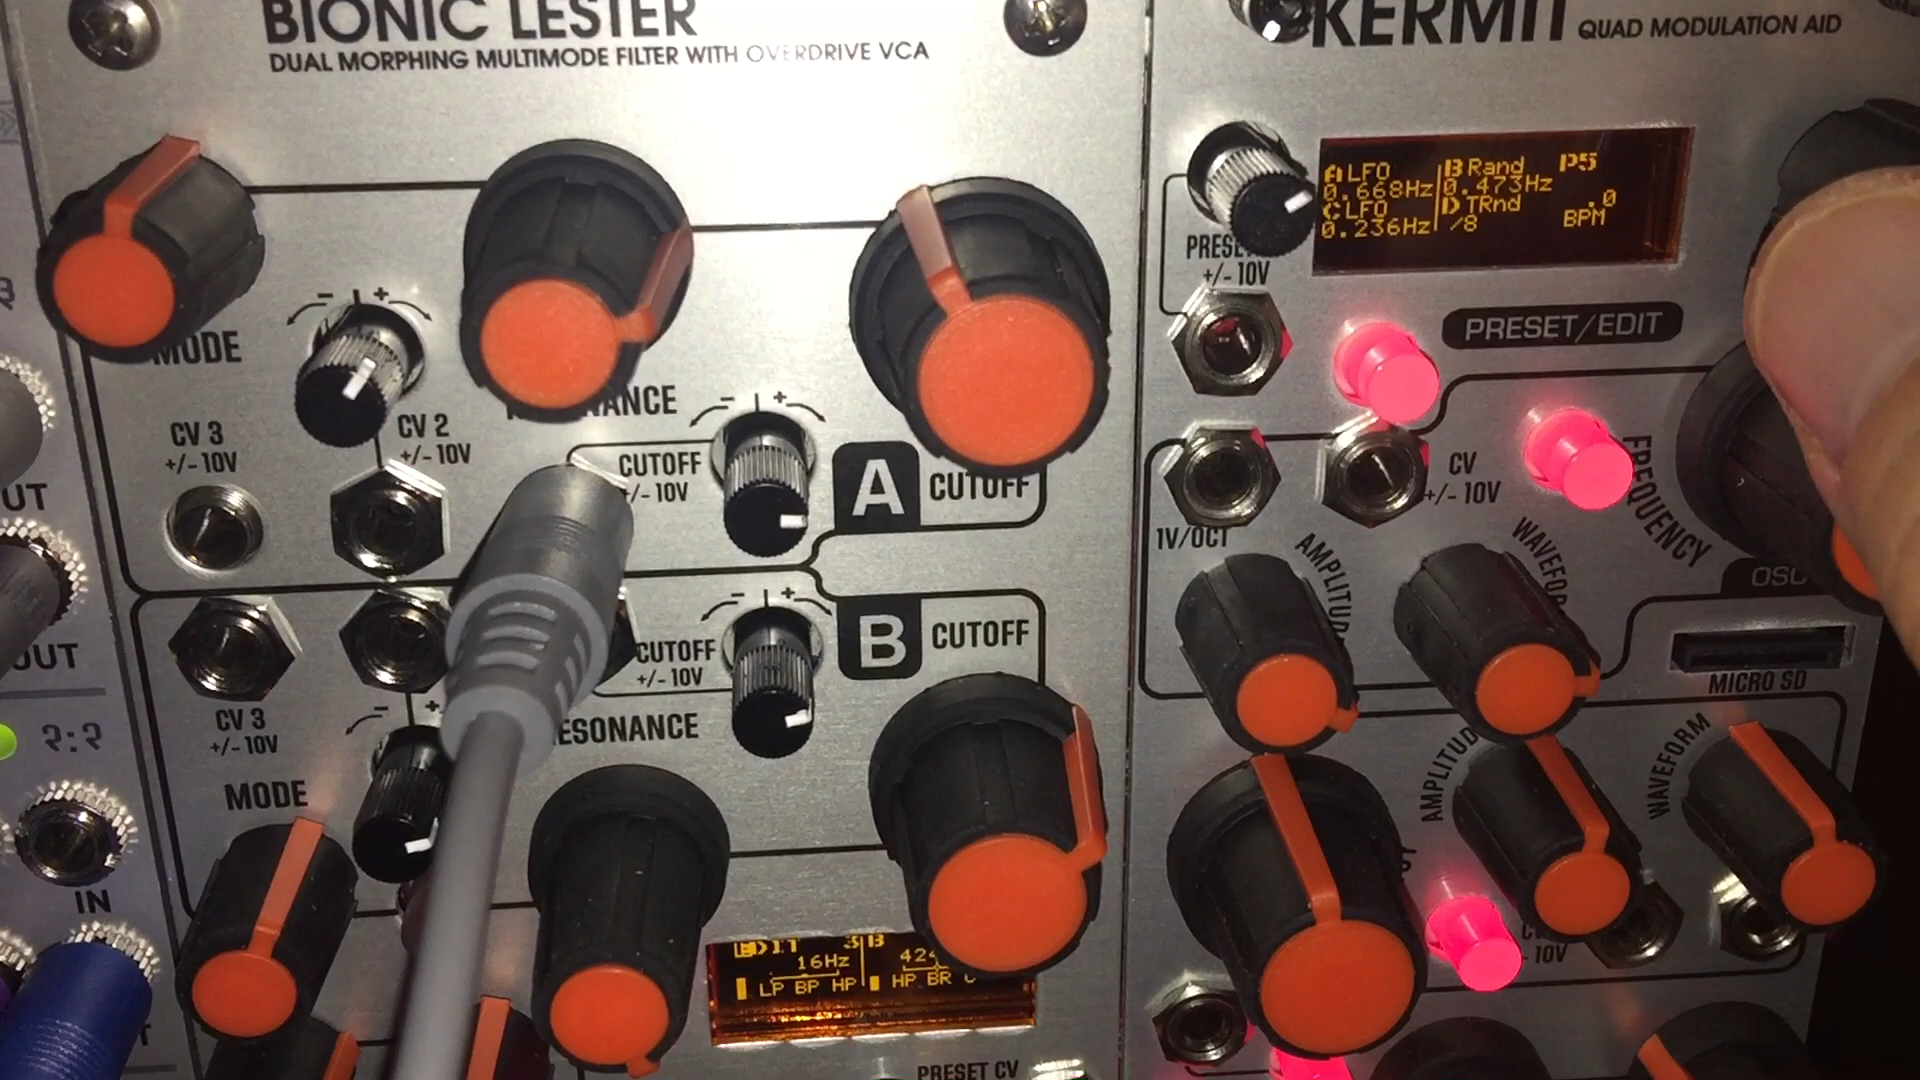 BIONIC LESTER
DUAL MORPHING MULTIMODE FILTER WITH OVERDRIVE VCA
MODE
- +
CV 3
+/- 10V
CV 2
+/- 10V
CUTOFF
+/- 10V
- +
A CUTOFF
B CUTOFF
- +
CUTOFF
+/- 10V
CV 3
+/- 10V
- +
RESONANCE
MODE
16Hz
LP BP HP
HP BR
PRESET CV
KERMIT QUAD MODULATION AID
A LFO
0.668Hz
B Rand
0.473Hz
P5
C LFO
0.236Hz
D TRnd
/8
.0
BPM
+/- 10V
PRESET/EDIT
1V/OCT
CV
+/- 10V
FREQUENCY
MICRO SD
WAVEFORM
IN